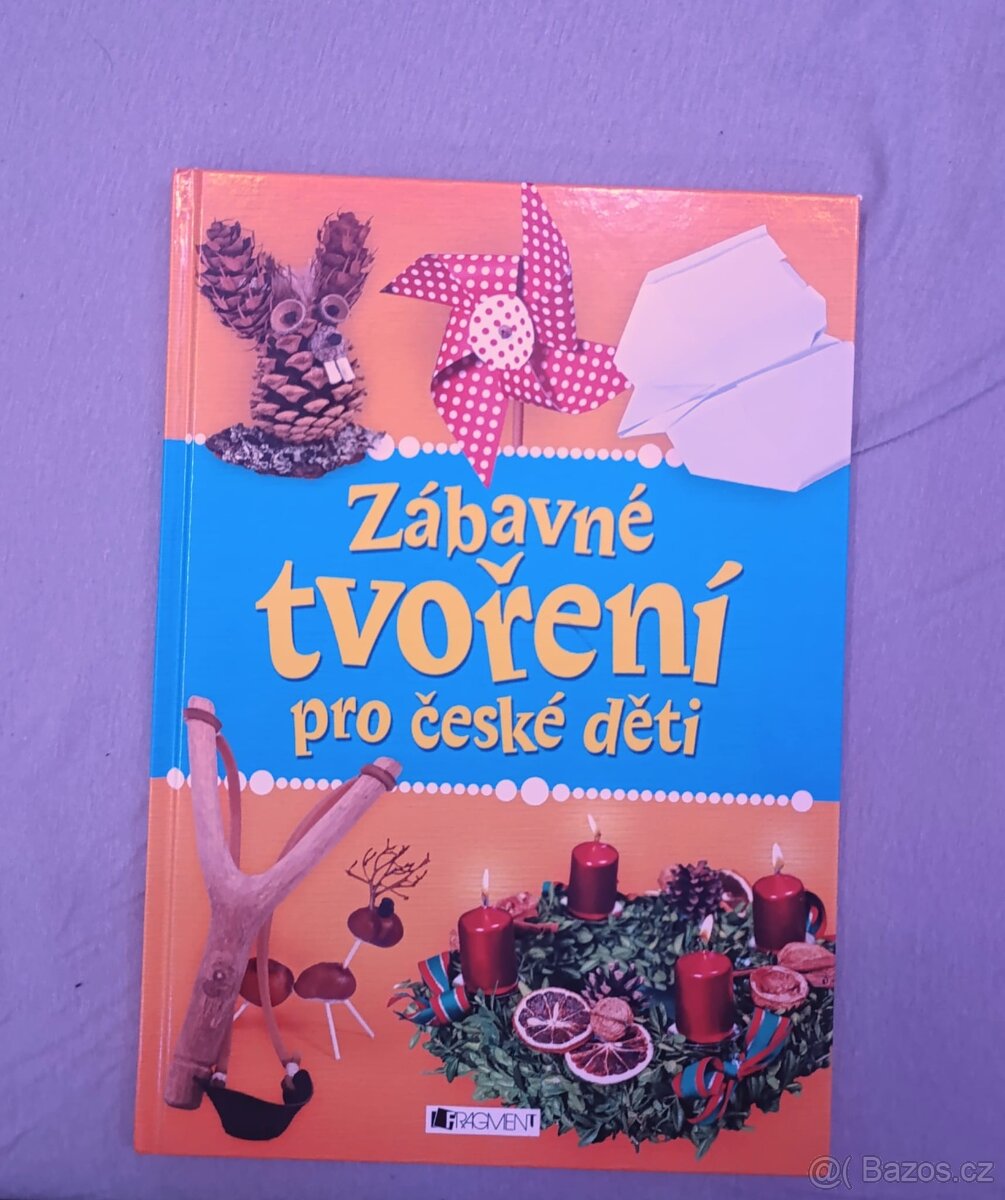 Zábavné
tvoření
pro české děti
FRAGMENT
@( Bazos.cz